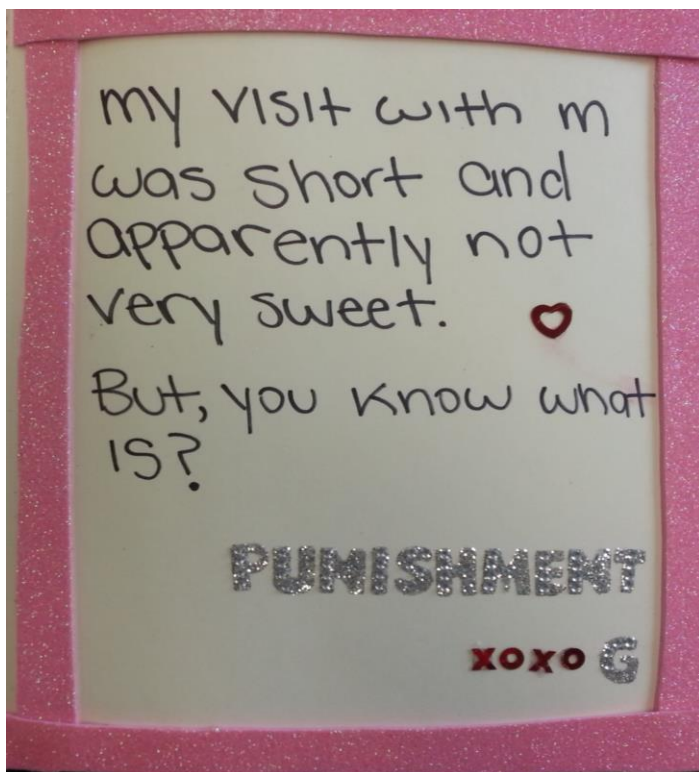 my visit with m
was short and
apparently not
very sweet.
But, you know what
is?
PUNISHMENT
xoxo G